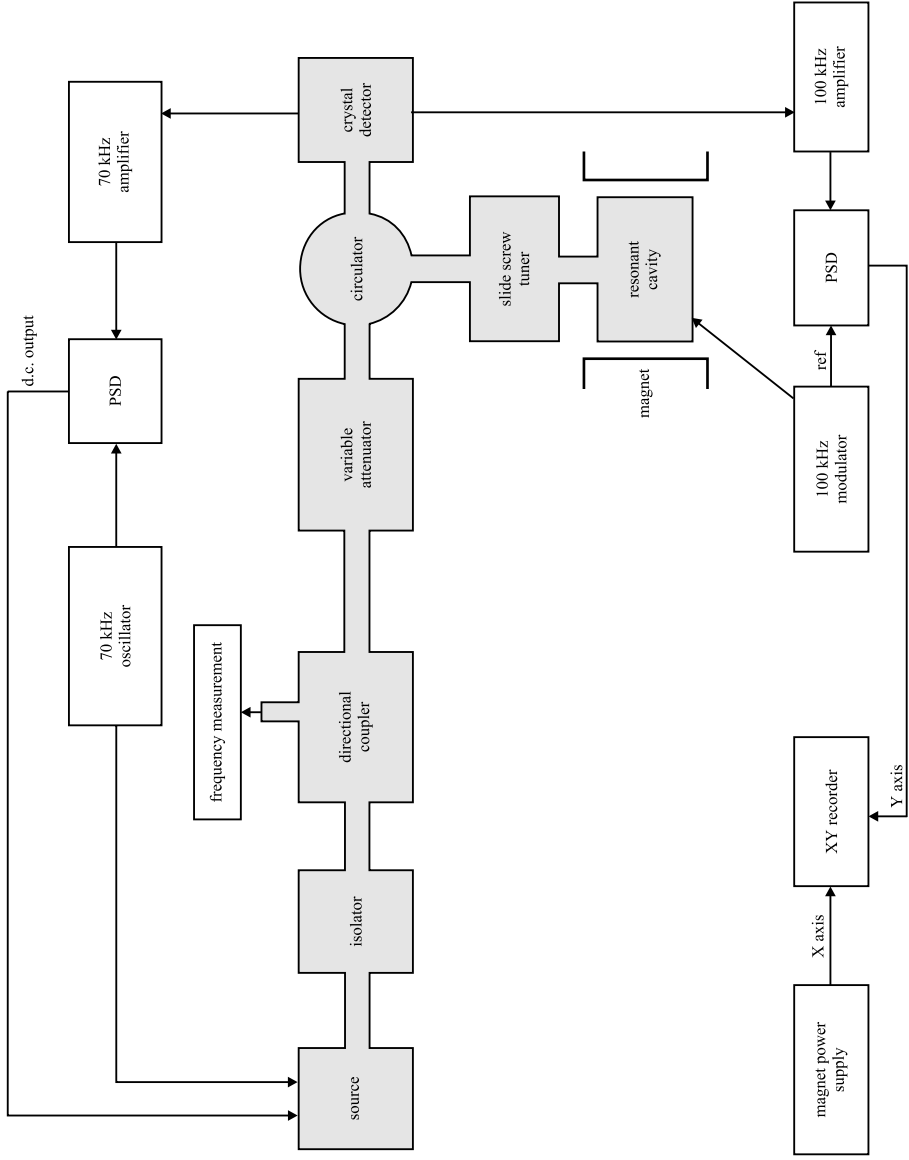 d.c. output
70 kHz
oscillator
PSD
70 kHz
amplifier
frequency measurement
source
isolator
directional
coupler
variable
attenuator
circulator
crystal
detector
slide screw
tuner
magnet
resonant
cavity
magnet power
supply
X axis
XY recorder
100 kHz
modulator
ref
PSD
100 kHz
amplifier
Y axis